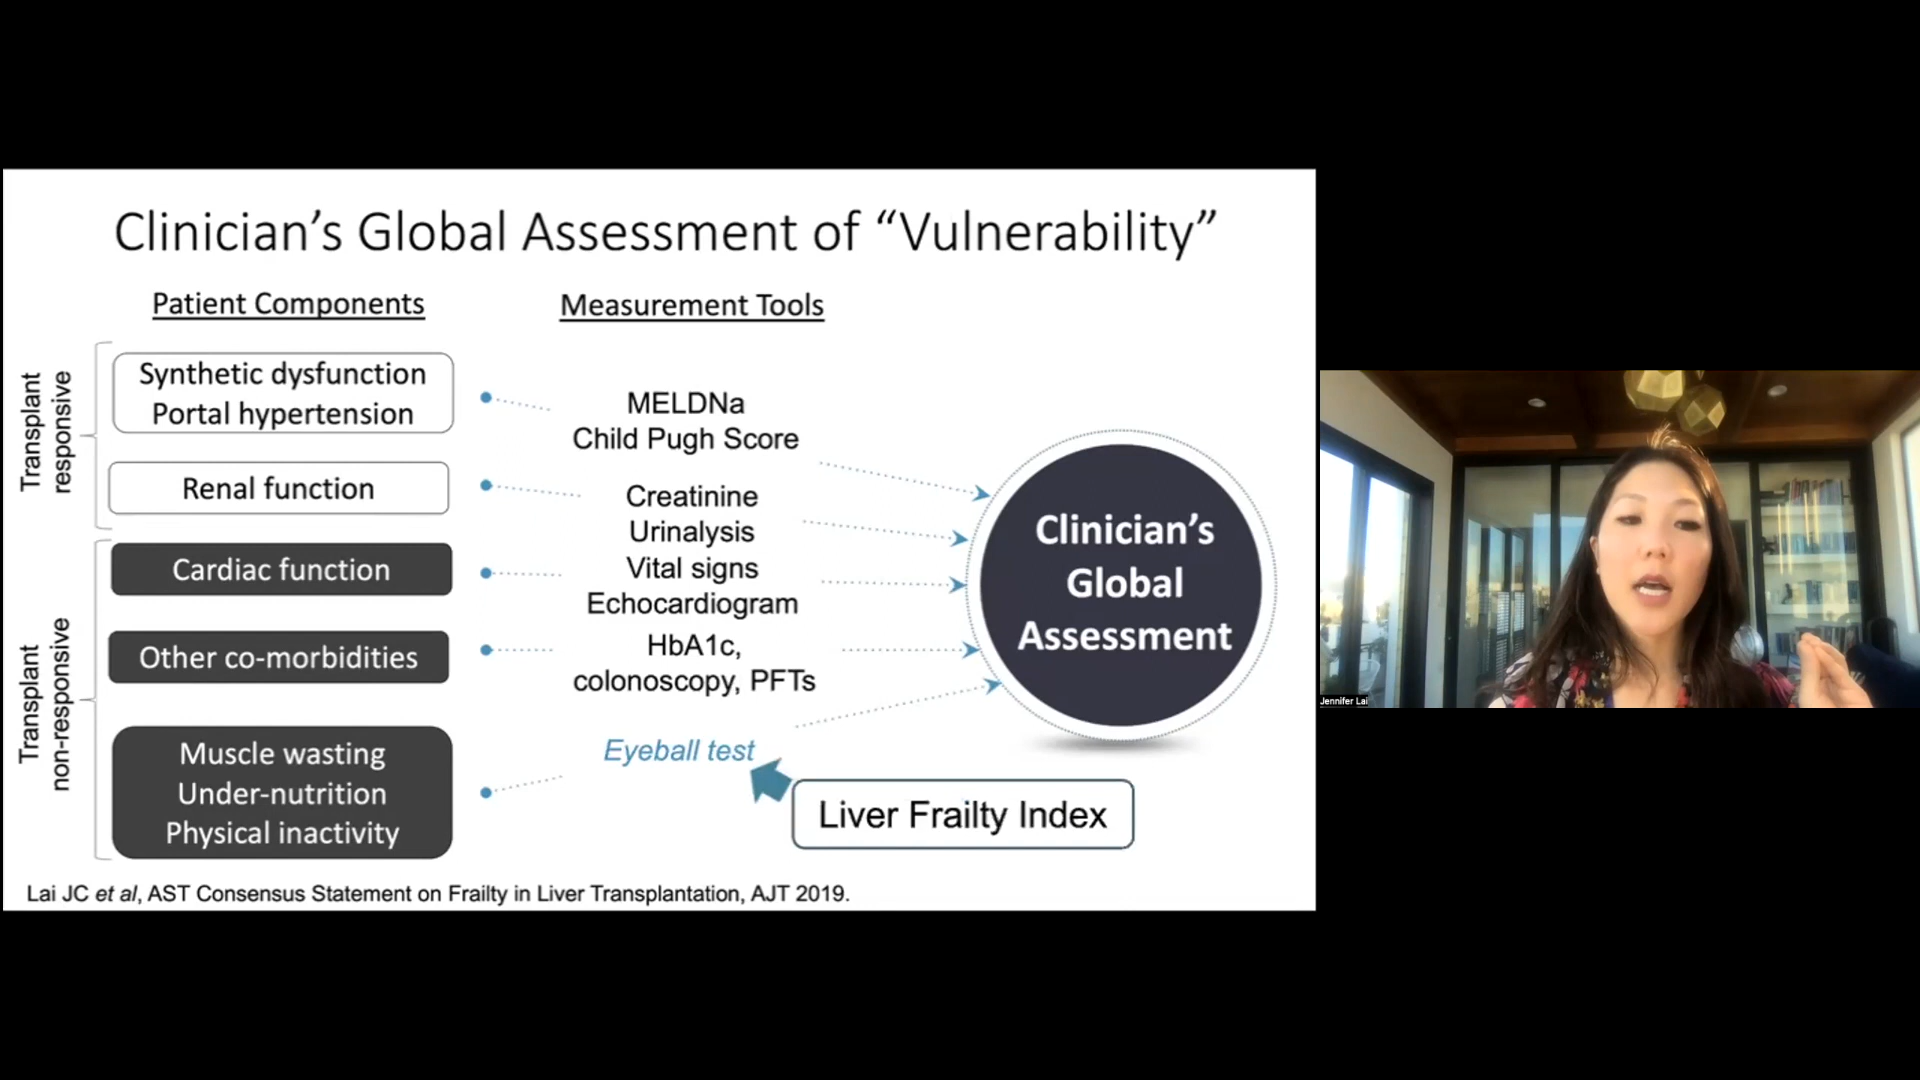 Clinician's Global Assessment of “Vulnerability”
Patient Components
Measurement Tools
Transplant
responsive
Synthetic dysfunction
Portal hypertension
Renal function
Transplant
non-responsive
Cardiac function
Other co-morbidities
Muscle wasting
Under-nutrition
Physical inactivity
MELDNa
Child Pugh Score
Creatinine
Urinalysis
Vital signs
Echocardiogram
HbA1c,
colonoscopy, PFTs
Eyeball test
Liver Frailty Index
Clinician's
Global
Assessment
Lai JC et al, AST Consensus Statement on Frailty in Liver Transplantation, AJT 2019.
Jennifer Lai